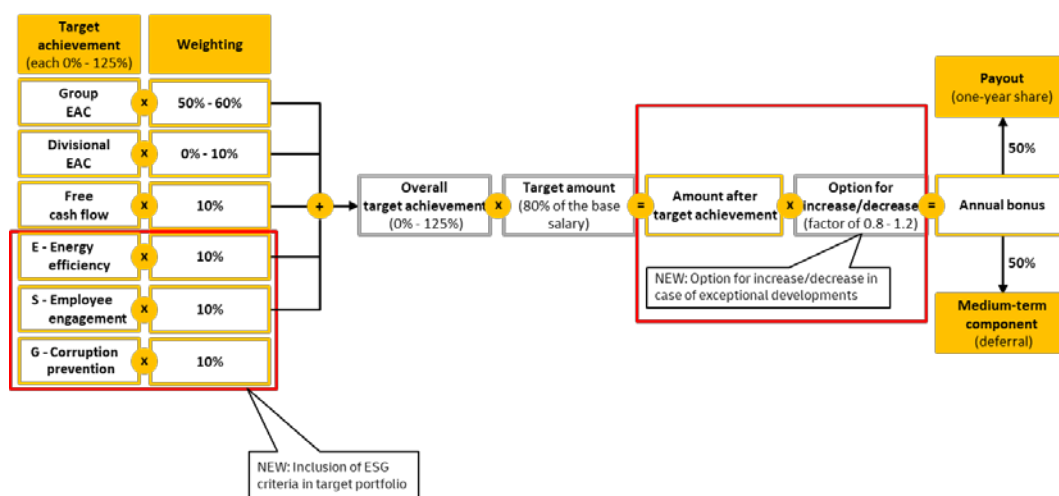 Target
achievement
(each 0% - 125%)
Weighting
Group
EAC
x
50% - 60%
Divisional
EAC
x
0% - 10%
Free
cash flow
x
10%
E - Energy
efficiency
x
10%
S - Employee
engagement
x
10%
G - Corruption
prevention
x
10%
+
Overall
target achievement
(0% - 125%)
x
Target amount
(80% of the base
salary)
=
Amount after
target achievement
x
Option for
increase/decrease
(factor of 0.8 - 1.2)
=
Annual bonus
Payout
(one-year share)
50%
50%
Medium-term
component
(deferral)
NEW: Option for increase/decrease in
case of exceptional developments
NEW: Inclusion of ESG
criteria in target portfolio